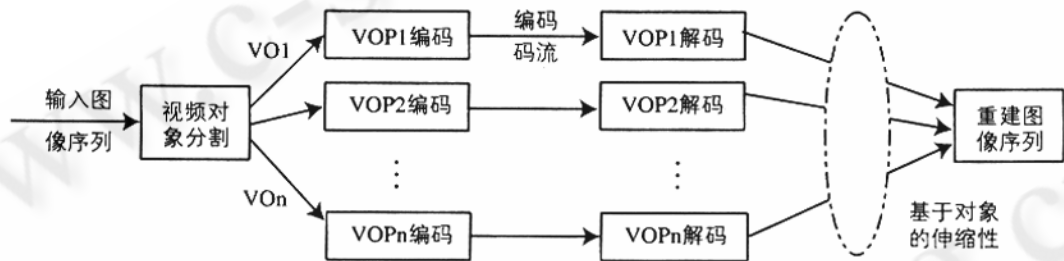 输入图
像序列
视频对
象分割
VO1
VOn
VOP1编码
编码
码流
VOP1解码
VOP2编码
VOP2解码
⋮
⋮
VOPn编码
VOPn解码
重建图
像序列
基于对象
的伸缩性